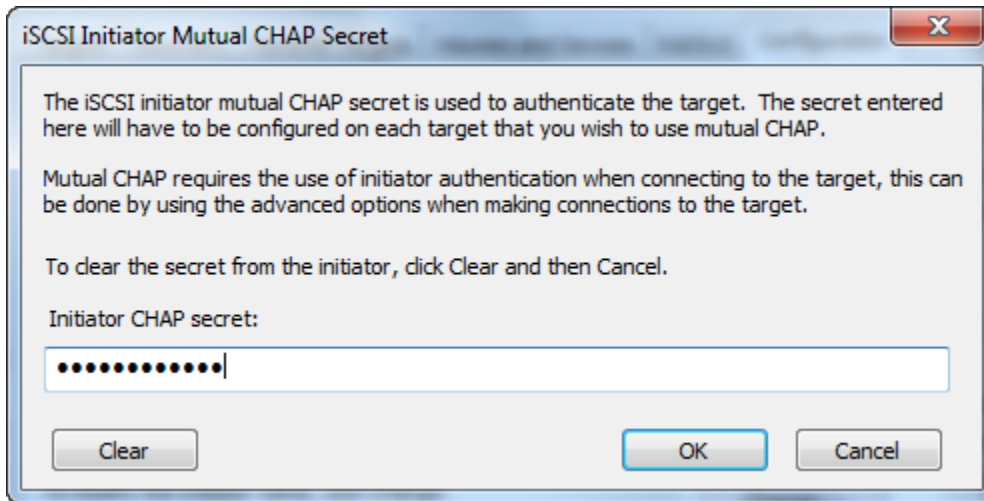 iSCSI Initiator Mutual CHAP Secret
The iSCSI initiator mutual CHAP secret is used to authenticate the target.  The secret entered
here will have to be configured on each target that you wish to use mutual CHAP.
Mutual CHAP requires the use of initiator authentication when connecting to the target, this can
be done by using the advanced options when making connections to the target.
To clear the secret from the initiator, click Clear and then Cancel.
Initiator CHAP secret:
••••••••••••
Clear
OK
Cancel